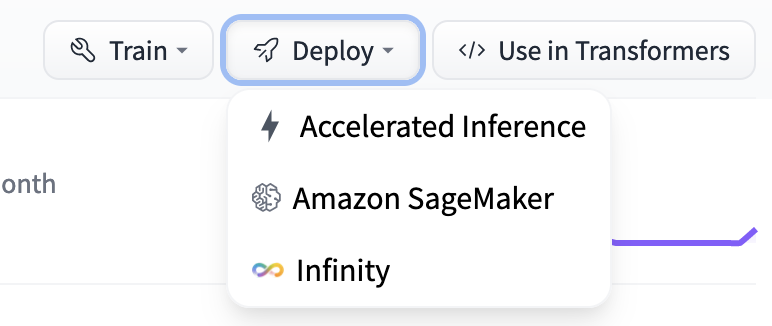 Train
Deploy
</> Use in Transformers
Accelerated Inference
onth
Amazon SageMaker
Infinity